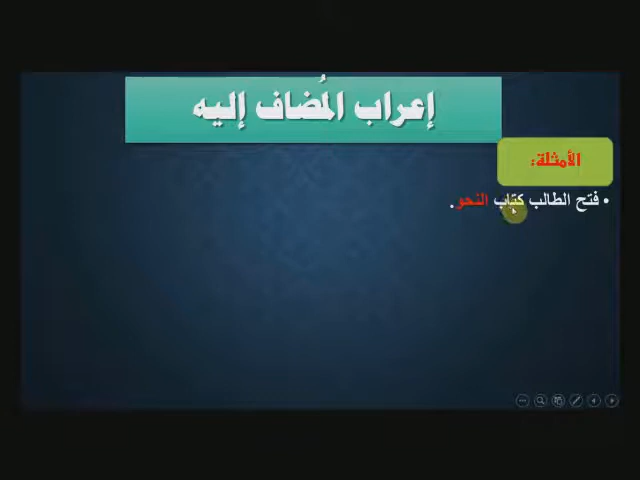 إعراب المُضاف إليه
الأمثلة:
• فتح الطالب كتاب النحو.